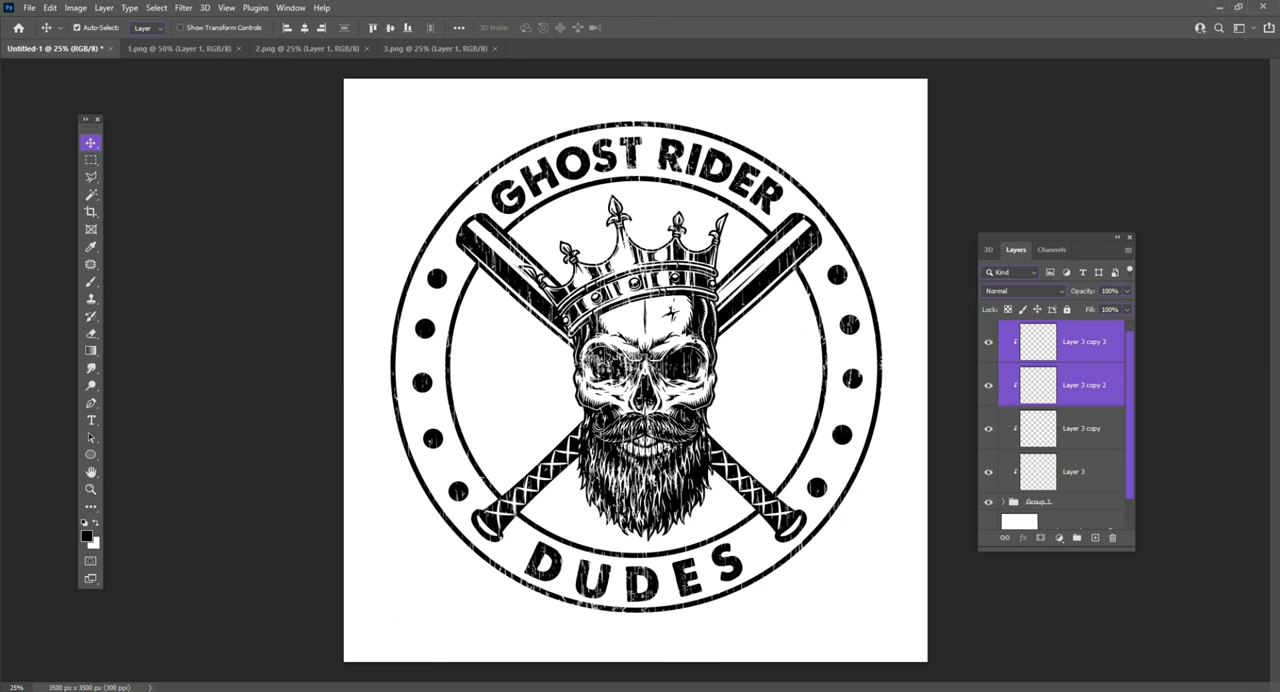 Ps File Edit Image Layer Type Select Filter 3D View Plugins Window Help
Auto-Select: Layer Show Transform Controls 3D Mode:
Untitled-1 @ 25% (RGB/8) * 1.png @ 50% (Layer 1, RGB/8) 2.png @ 25% (Layer 1, RGB/8) 3.png @ 25% (Layer 1, RGB/8)
GHOST RIDER
DUDES
3D Layers Channels
Kind
Normal Opacity: 100%
Lock: Fill: 100%
Layer 3 copy 3
Layer 3 copy 2
Layer 3 copy
Layer 3
Group 1
25% 3500 px x 3500 px (300 ppi)